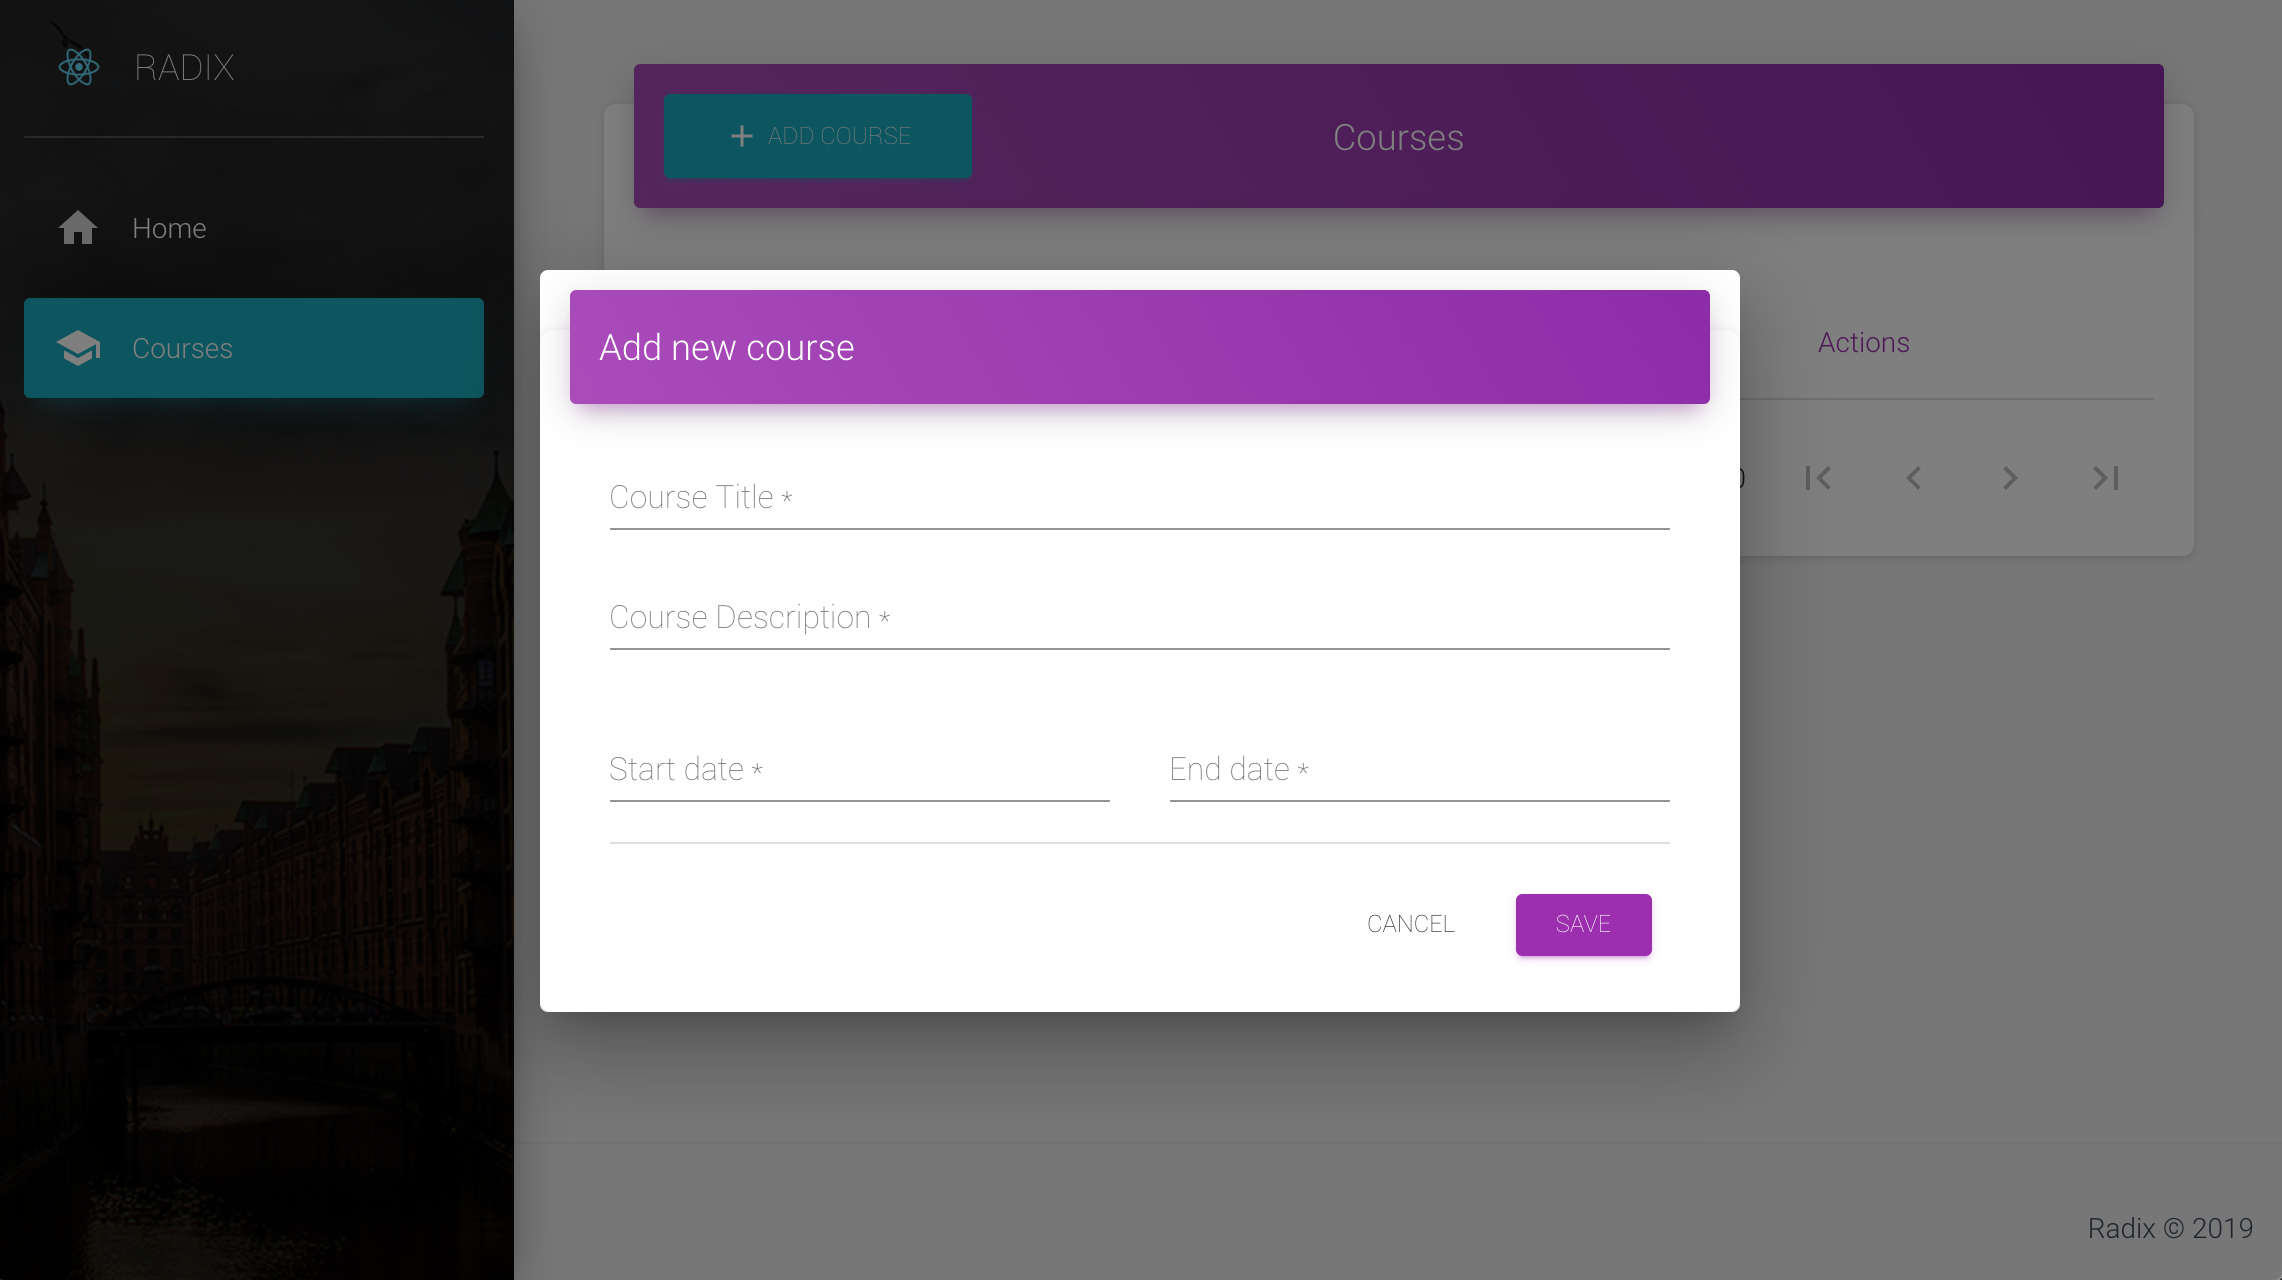 RADIX
Home
Courses
ADD COURSE
Courses
Actions
Add new course
Course Title *
Course Description *
Start date *
End date *
CANCEL
SAVE
Radix © 2019